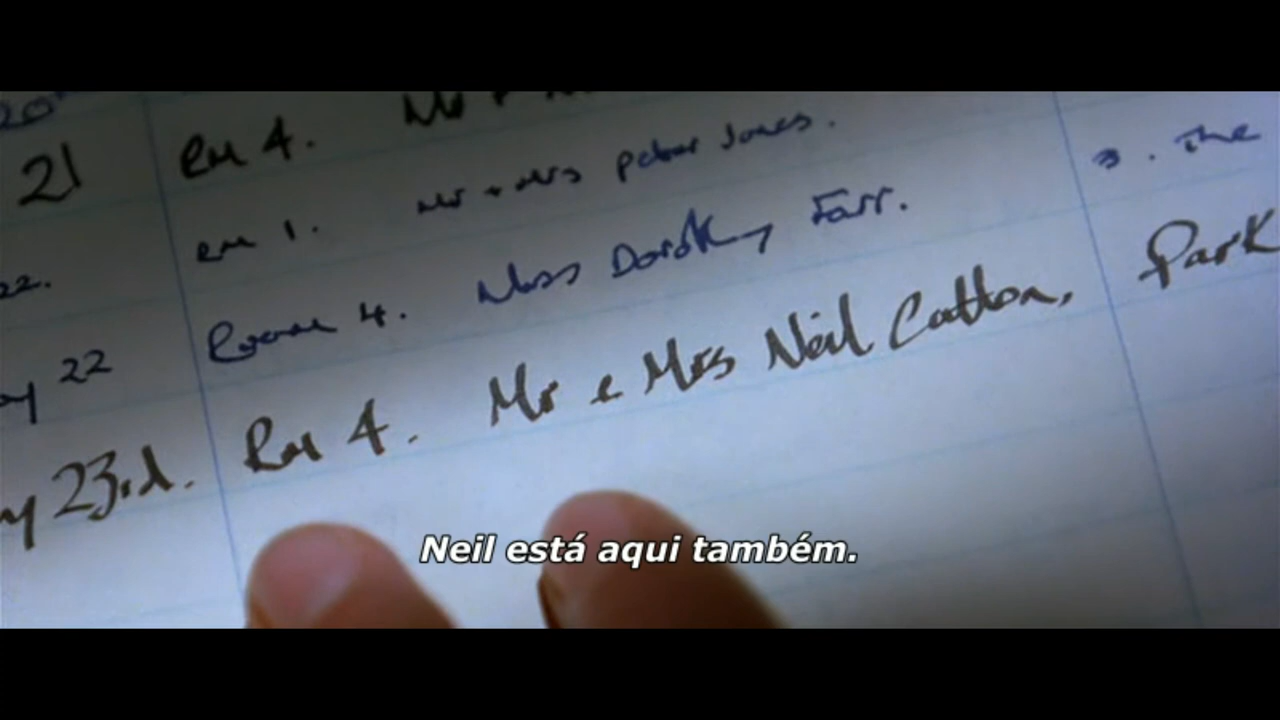 21 Rm 4. Mr
22. Rm 1. Mr + Mrs Peter Jones. 3. The
22 Room 4. Miss Dorothy Farr.
23rd. Rm 4. Mr & Mrs Neil Cotton, Park
Neil está aqui também.